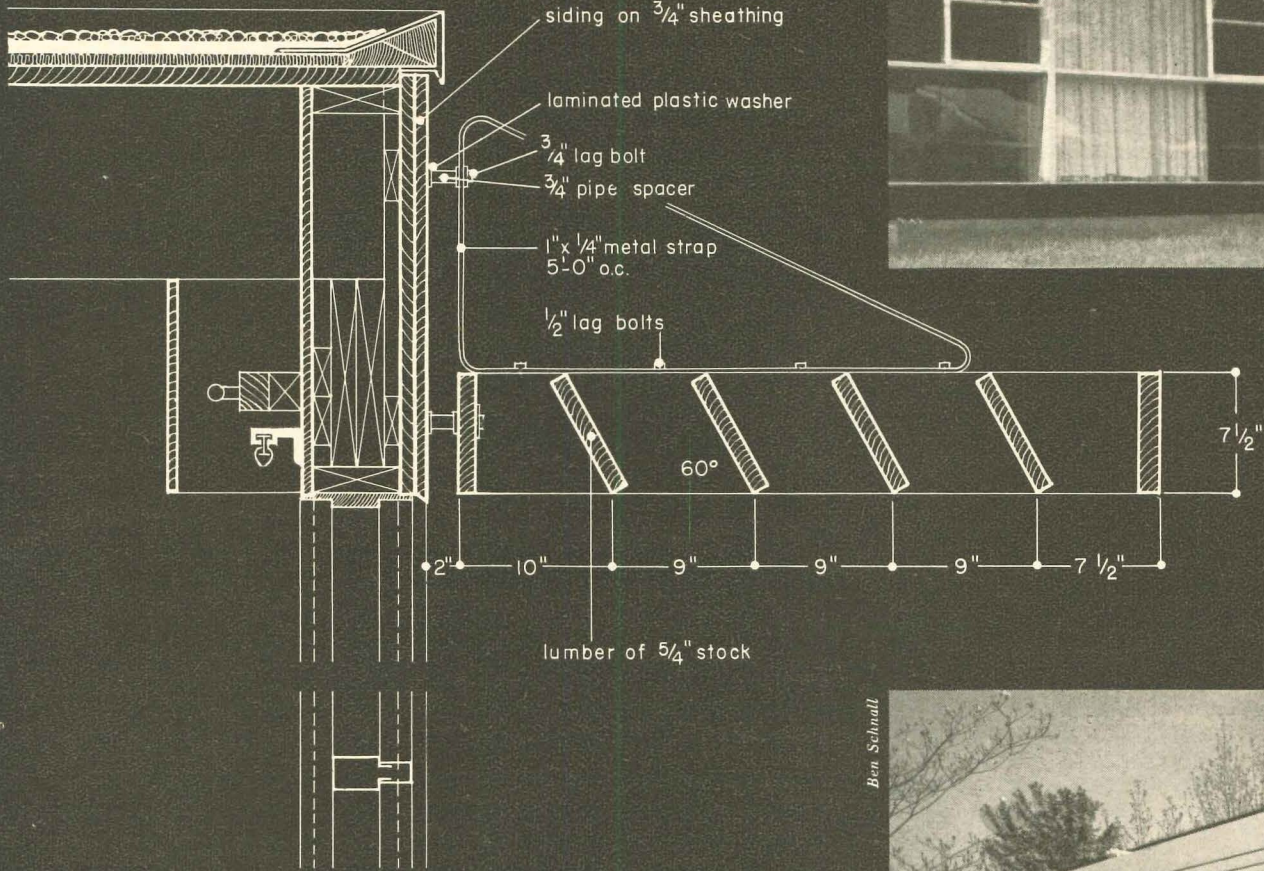 siding on 3/4" sheathing
laminated plastic washer
3/4" lag bolt
3/4" pipe spacer
1"x 1/4" metal strap
5'-0" o.c.
1/2" lag bolts
60°
7 1/2"
2" 10" 9" 9" 9" 7 1/2"
lumber of 5/4" stock
Ben Schnall